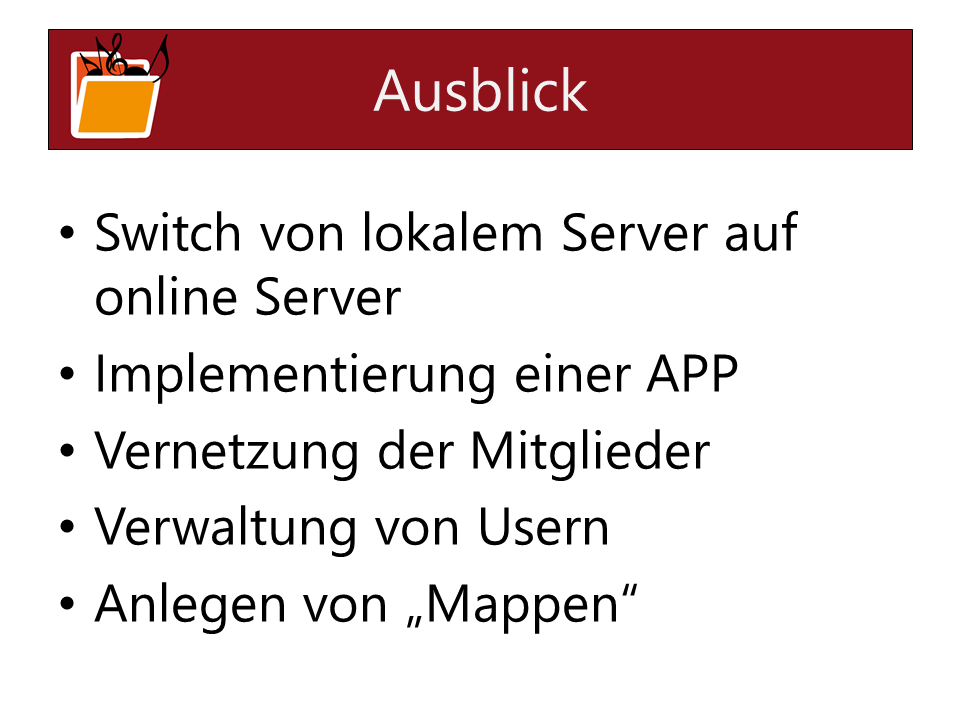 Ausblick
• Switch von lokalem Server auf
online Server
• Implementierung einer APP
• Vernetzung der Mitglieder
• Verwaltung von Usern
• Anlegen von „Mappen“